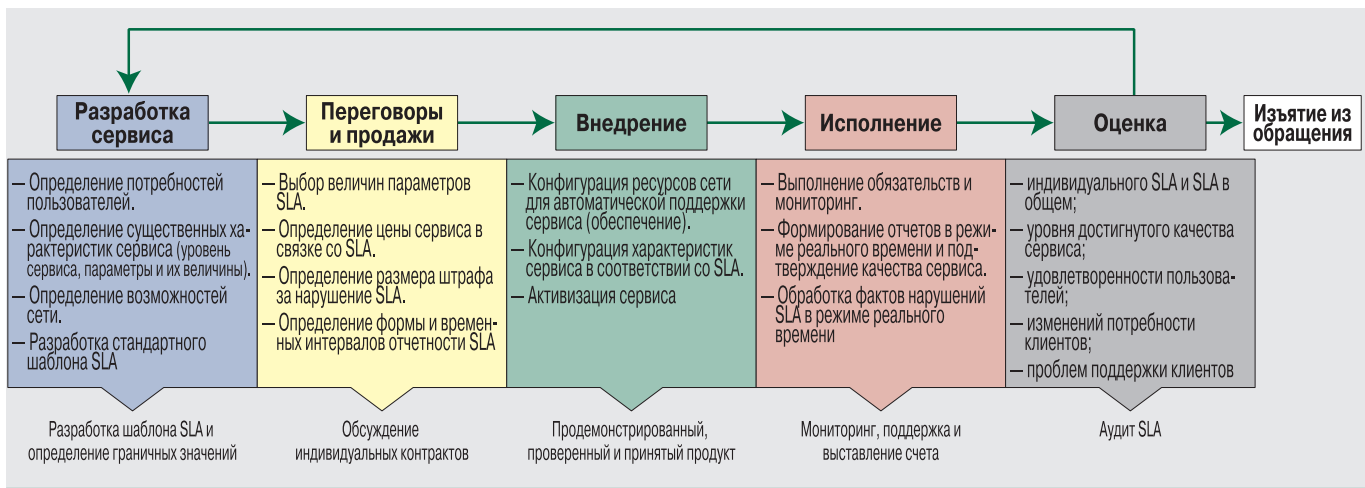 Разработка
сервиса
Переговоры
и продажи
Внедрение
Исполнение
Оценка
Изъятие из
обращения
— Определение потребностей
пользователей.
— Определение существенных ха-
рактеристик сервиса (уровень
сервиса, параметры и их величины).
— Определение возможностей
сети.
— Разработка стандартного
шаблона SLA
— Выбор величин параметров
SLA.
— Определение цены сервиса в
связке со SLA.
— Определение размера штрафа
за нарушение SLA.
— Определение формы и времен-
ных интервалов отчетности SLA
— Конфигурация ресурсов сети
для автоматической поддержки
сервиса (обеспечение).
— Конфигурация характеристик
сервиса в соответствии со SLA.
— Активизация сервиса
— Выполнение обязательств и
мониторинг.
— Формирование отчетов в режи-
ме реального времени и под-
тверждение качества сервиса.
— Обработка фактов нарушений
SLA в режиме реального
времени
— индивидуального SLA и SLA в
общем;
— уровня достигнутого качества
сервиса;
— удовлетворенности пользова-
телей;
— изменений потребности
клиентов;
— проблем поддержки клиентов
Разработка шаблона SLA и
определение граничных значений
Обсуждение
индивидуальных контрактов
Продемонстрированный,
проверенный и принятый продукт
Мониторинг, поддержка и
выставление счета
Аудит SLA